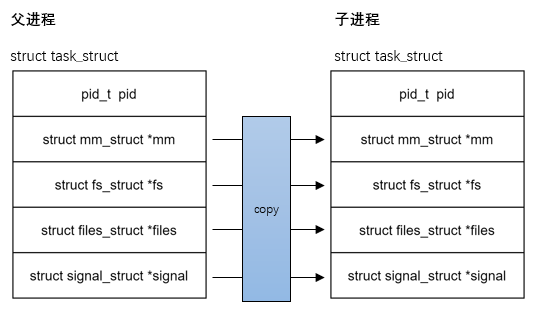 父进程
子进程
struct task_struct
struct task_struct
pid_t  pid
pid_t  pid
struct mm_struct *mm
struct mm_struct *mm
struct fs_struct *fs
struct fs_struct *fs
copy
struct files_struct *files
struct files_struct *files
struct signal_struct *signal
struct signal_struct *signal